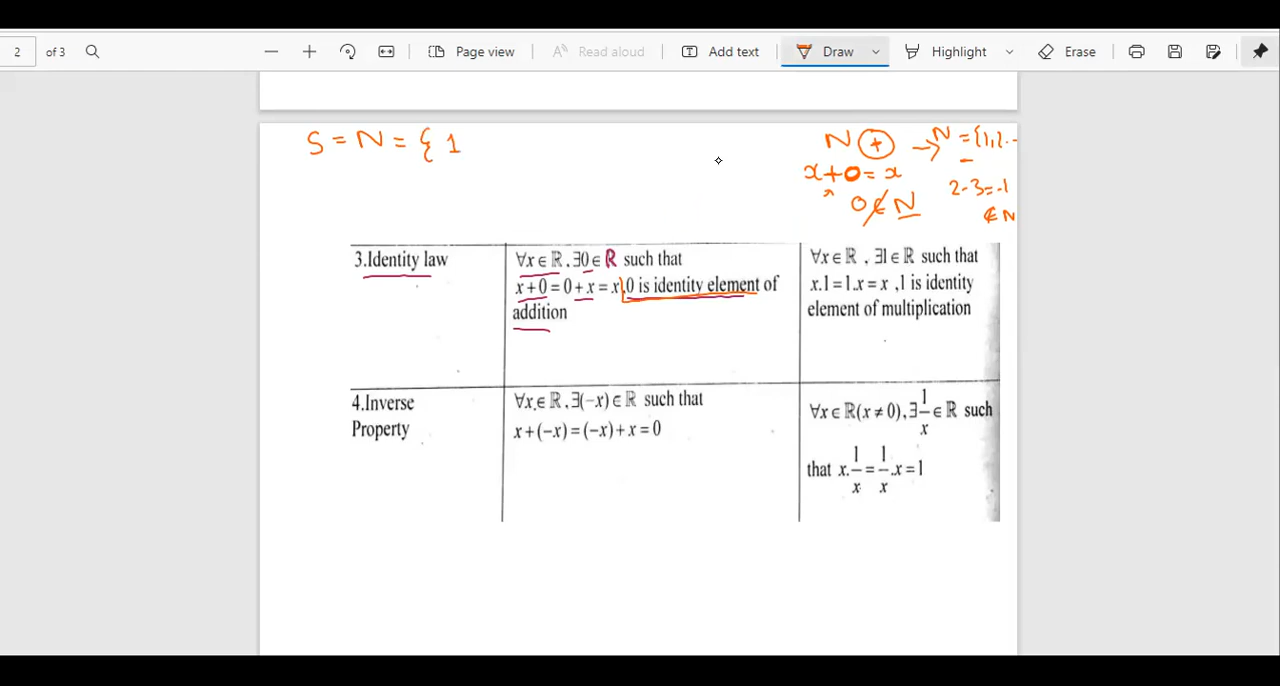 2 of 3 Page view Read aloud Add text Draw Highlight Erase
S = N = { 1
N + → N = {1,2..
x+0=x
2-3=-1
0 ∉ N
∉ N
3.Identity law
∀x∈ℝ,∃0∈ℝ such that
x+0=0+x=x,0 is identity element of
addition
∀x∈ℝ,∃1∈ℝ such that
x.1=1.x=x ,1 is identity
element of multiplication
4.Inverse
Property
∀x∈ℝ,∃(−x)∈ℝ such that
x+(−x)=(−x)+x=0
∀x∈ℝ(x≠0),∃1/x∈ℝ such
that x.1/x=1/x.x=1